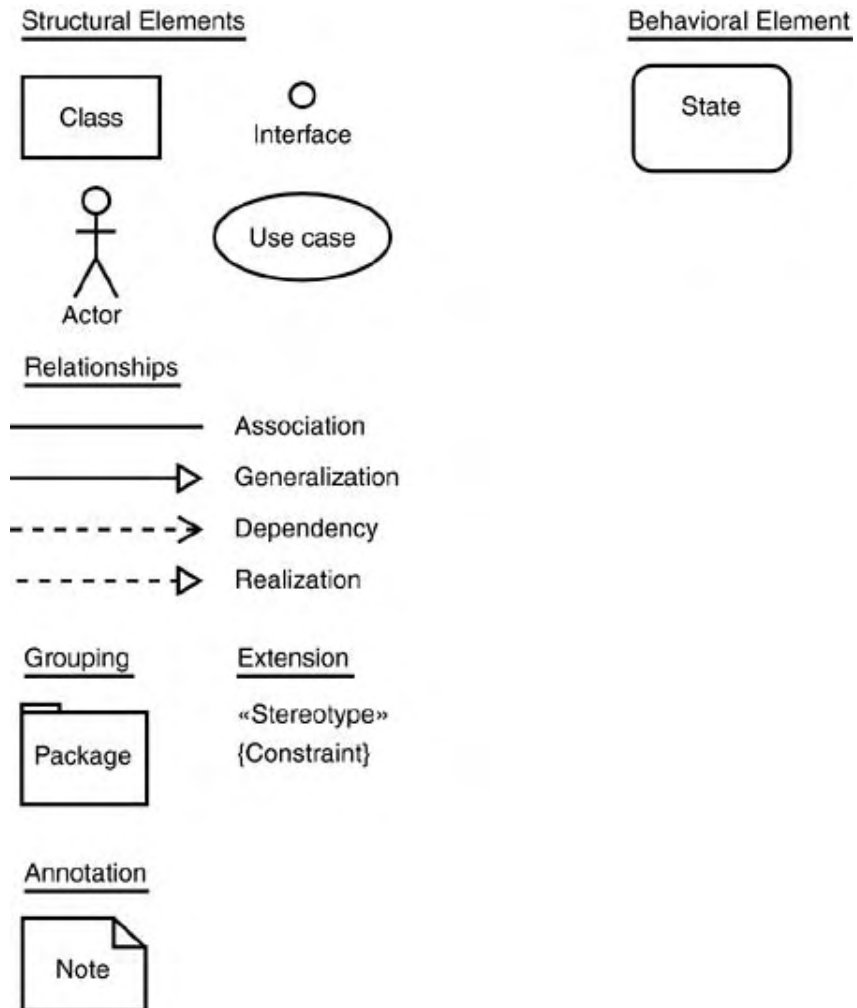 Structural Elements
Behavioral Element
Class
Interface
State
Actor
Use case
Relationships
Association
Generalization
Dependency
Realization
Grouping
Extension
Package
«Stereotype»
{Constraint}
Annotation
Note